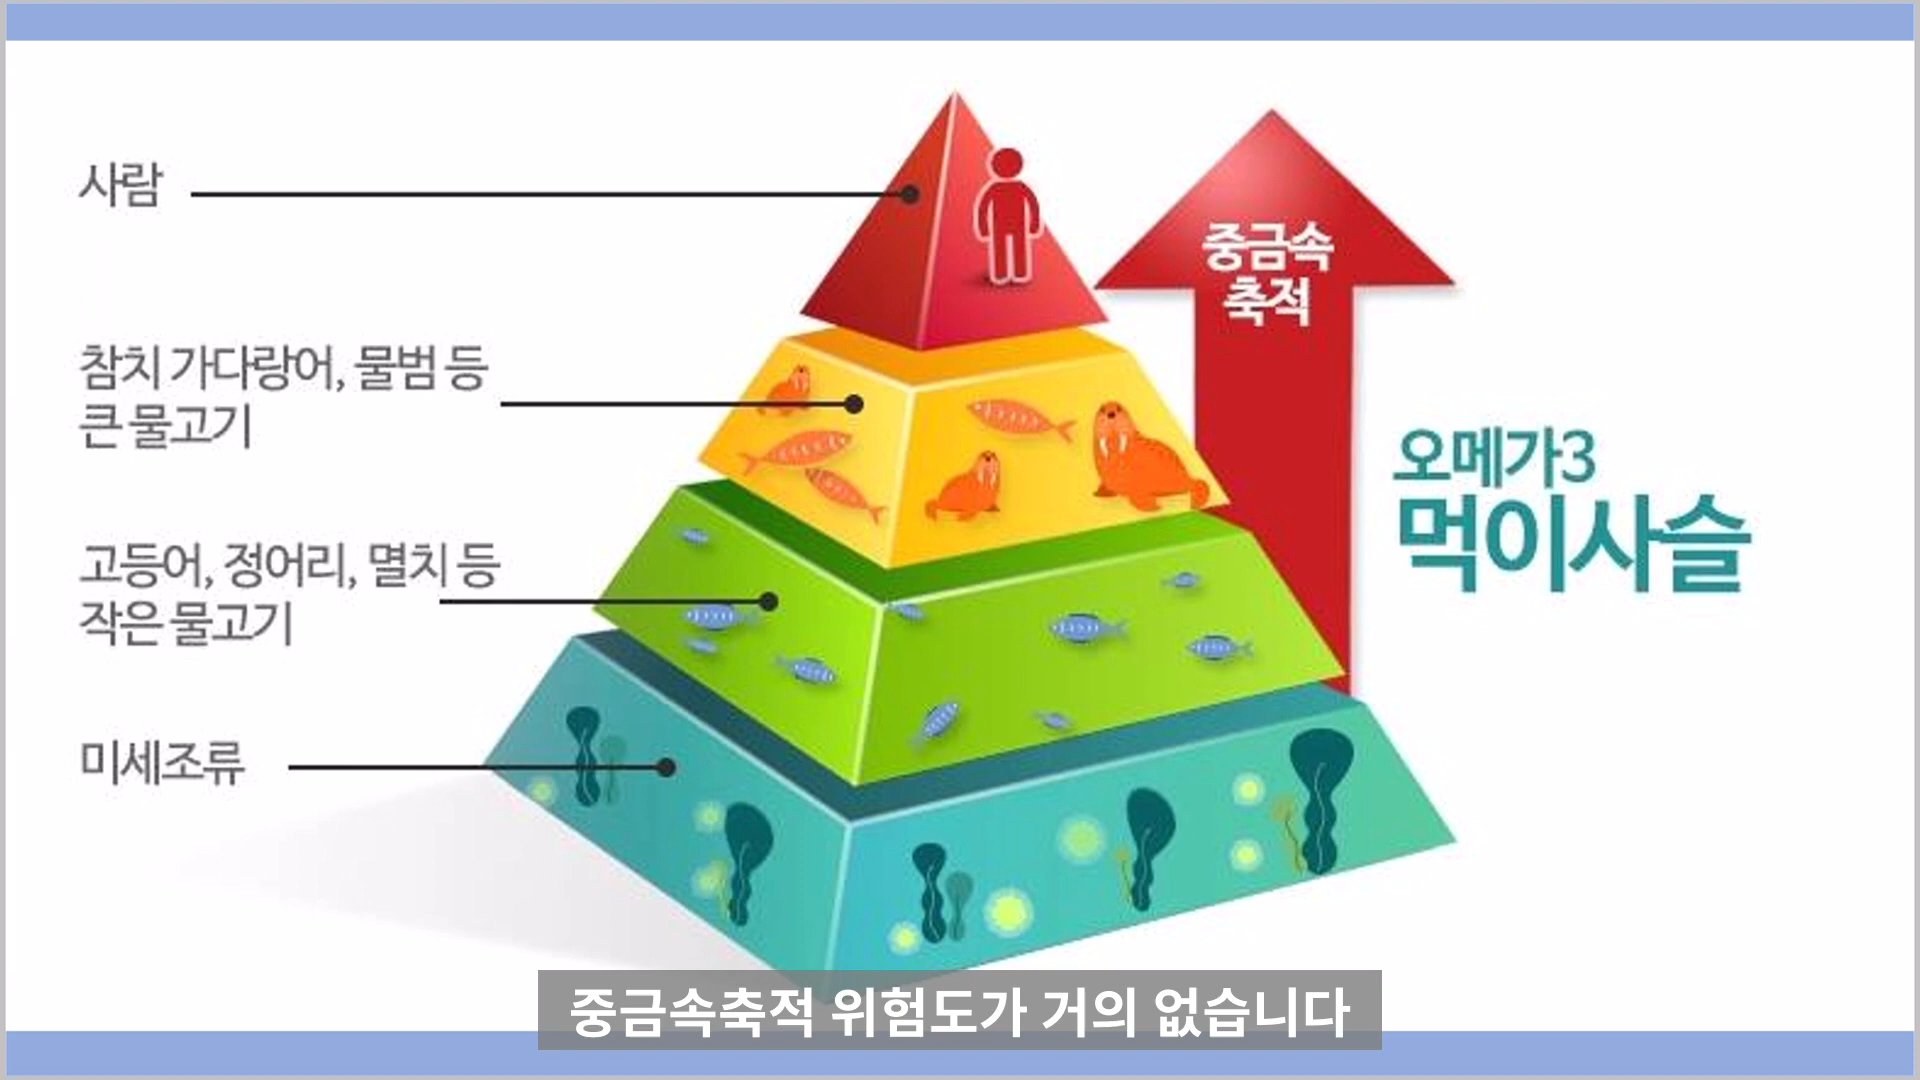 사람
중금속
축적
참치 가다랑어, 물범 등
큰 물고기
오메가3
먹이사슬
고등어, 정어리, 멸치 등
작은 물고기
미세조류
중금속축적 위험도가 거의 없습니다